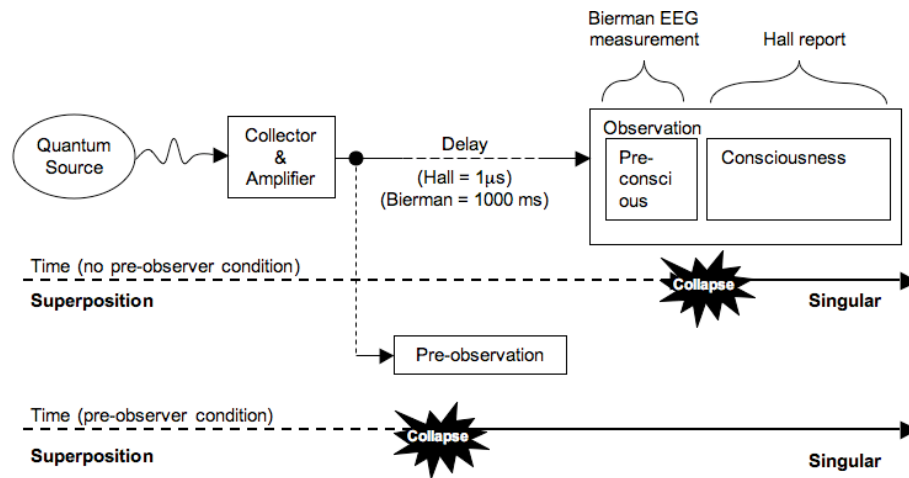 Bierman EEG
measurement
Hall report
Quantum
Source
Collector
&
Amplifier
Delay
(Hall = 1μs)
(Bierman = 1000 ms)
Observation
Pre-
consci
ous
Consciousness
Time (no pre-observer condition)
Superposition
Collapse
Singular
Pre-observation
Time (pre-observer condition)
Superposition
Collapse
Singular